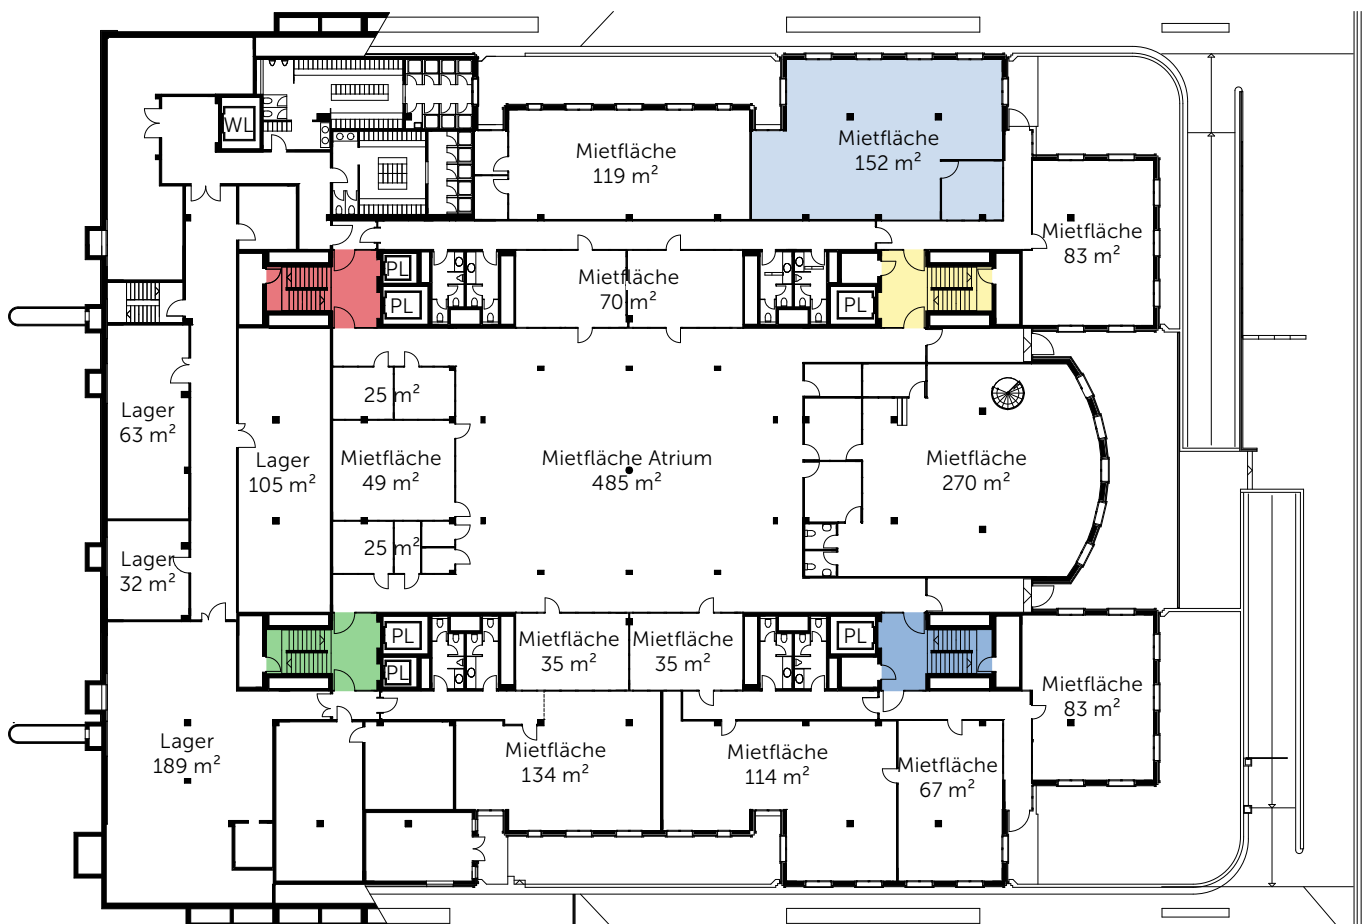 WL
Mietfläche
119 m²
Mietfläche
152 m²
Mietfläche
83 m²
PL
PL
Mietfläche
70 m²
PL
25 m²
Lager
63 m²
Lager
105 m²
Mietfläche
49 m²
Mietfläche Atrium
485 m²
Mietfläche
270 m²
25 m²
Lager
32 m²
PL
PL
Mietfläche
35 m²
Mietfläche
35 m²
PL
Mietfläche
83 m²
Lager
189 m²
Mietfläche
134 m²
Mietfläche
114 m²
Mietfläche
67 m²